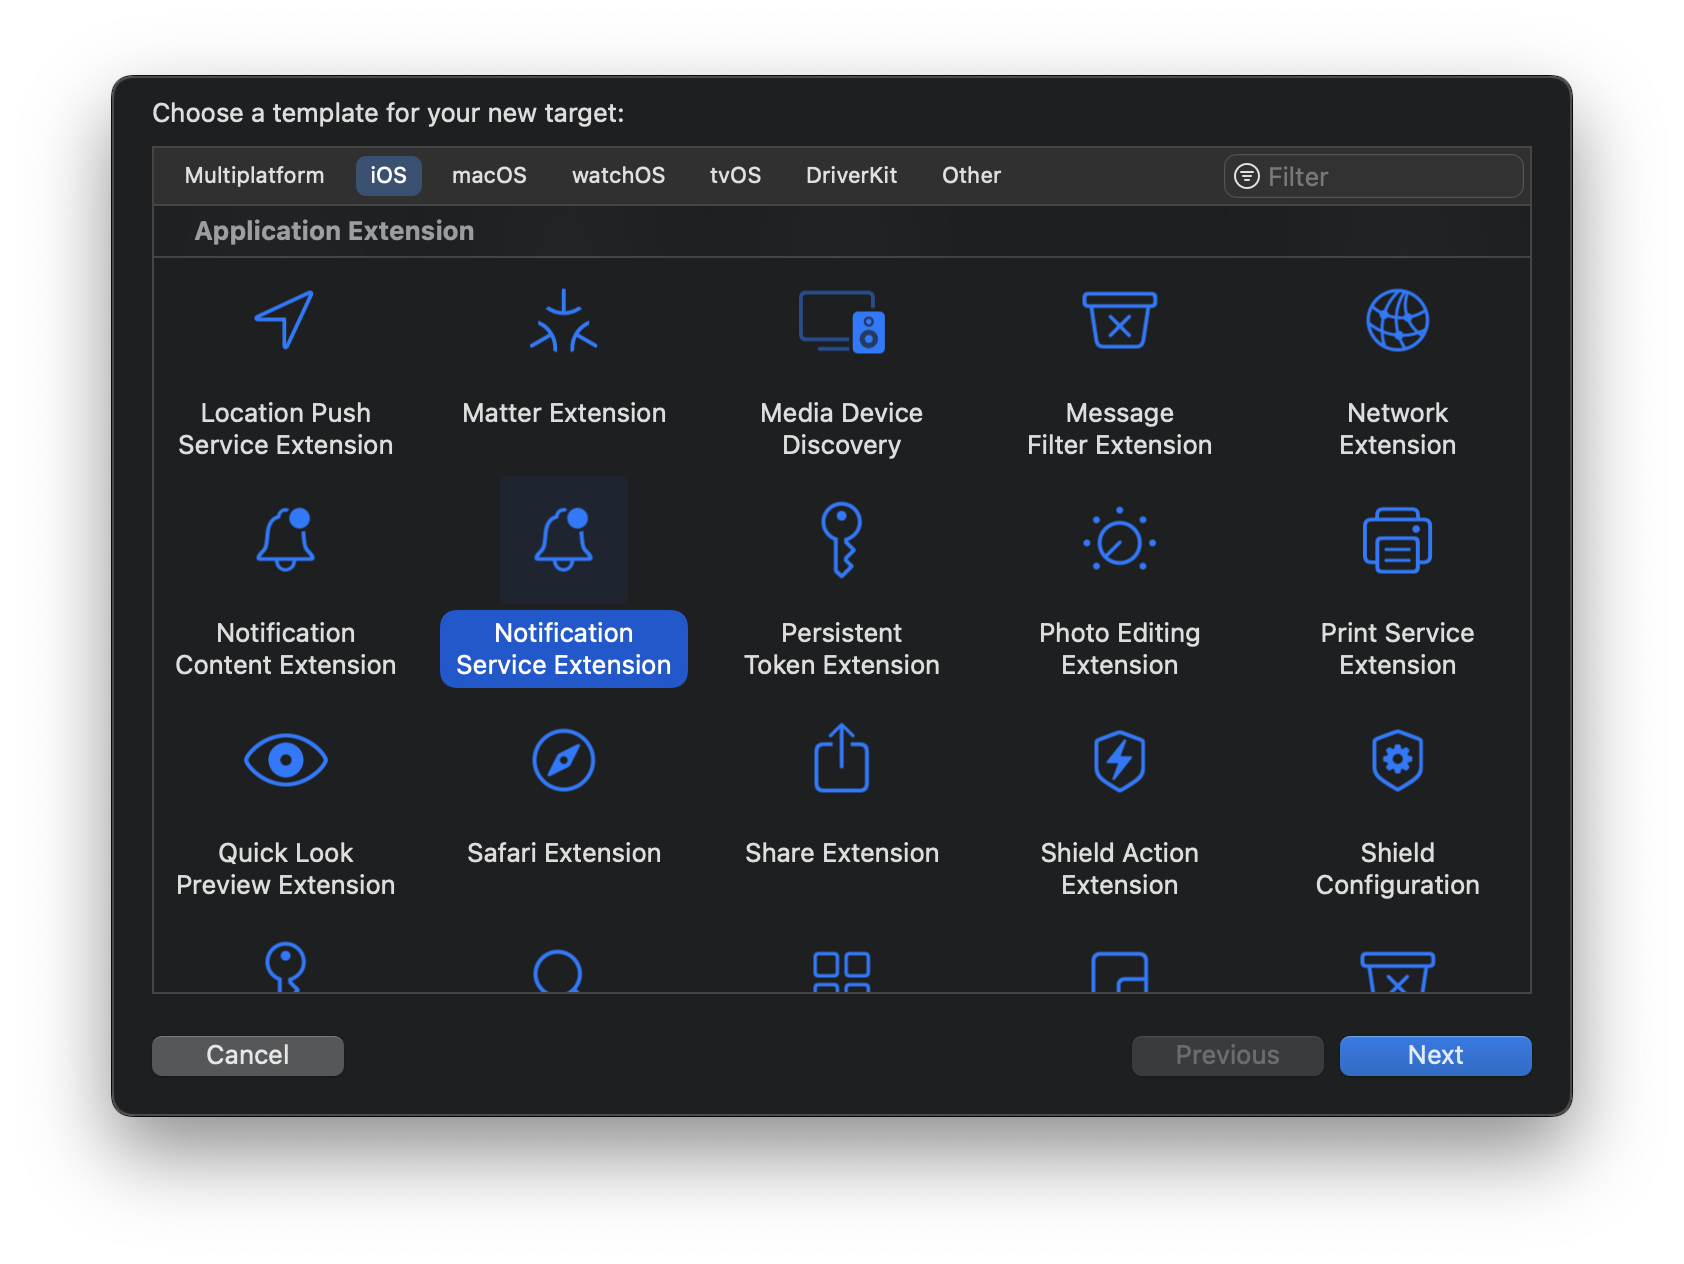 Choose a template for your new target:
Multiplatform iOS macOS watchOS tvOS DriverKit Other Filter
Application Extension
Location Push
Service Extension
Matter Extension
Media Device
Discovery
Message
Filter Extension
Network
Extension
Notification
Content Extension
Notification
Service Extension
Persistent
Token Extension
Photo Editing
Extension
Print Service
Extension
Quick Look
Preview Extension
Safari Extension
Share Extension
Shield Action
Extension
Shield
Configuration
Cancel Previous Next